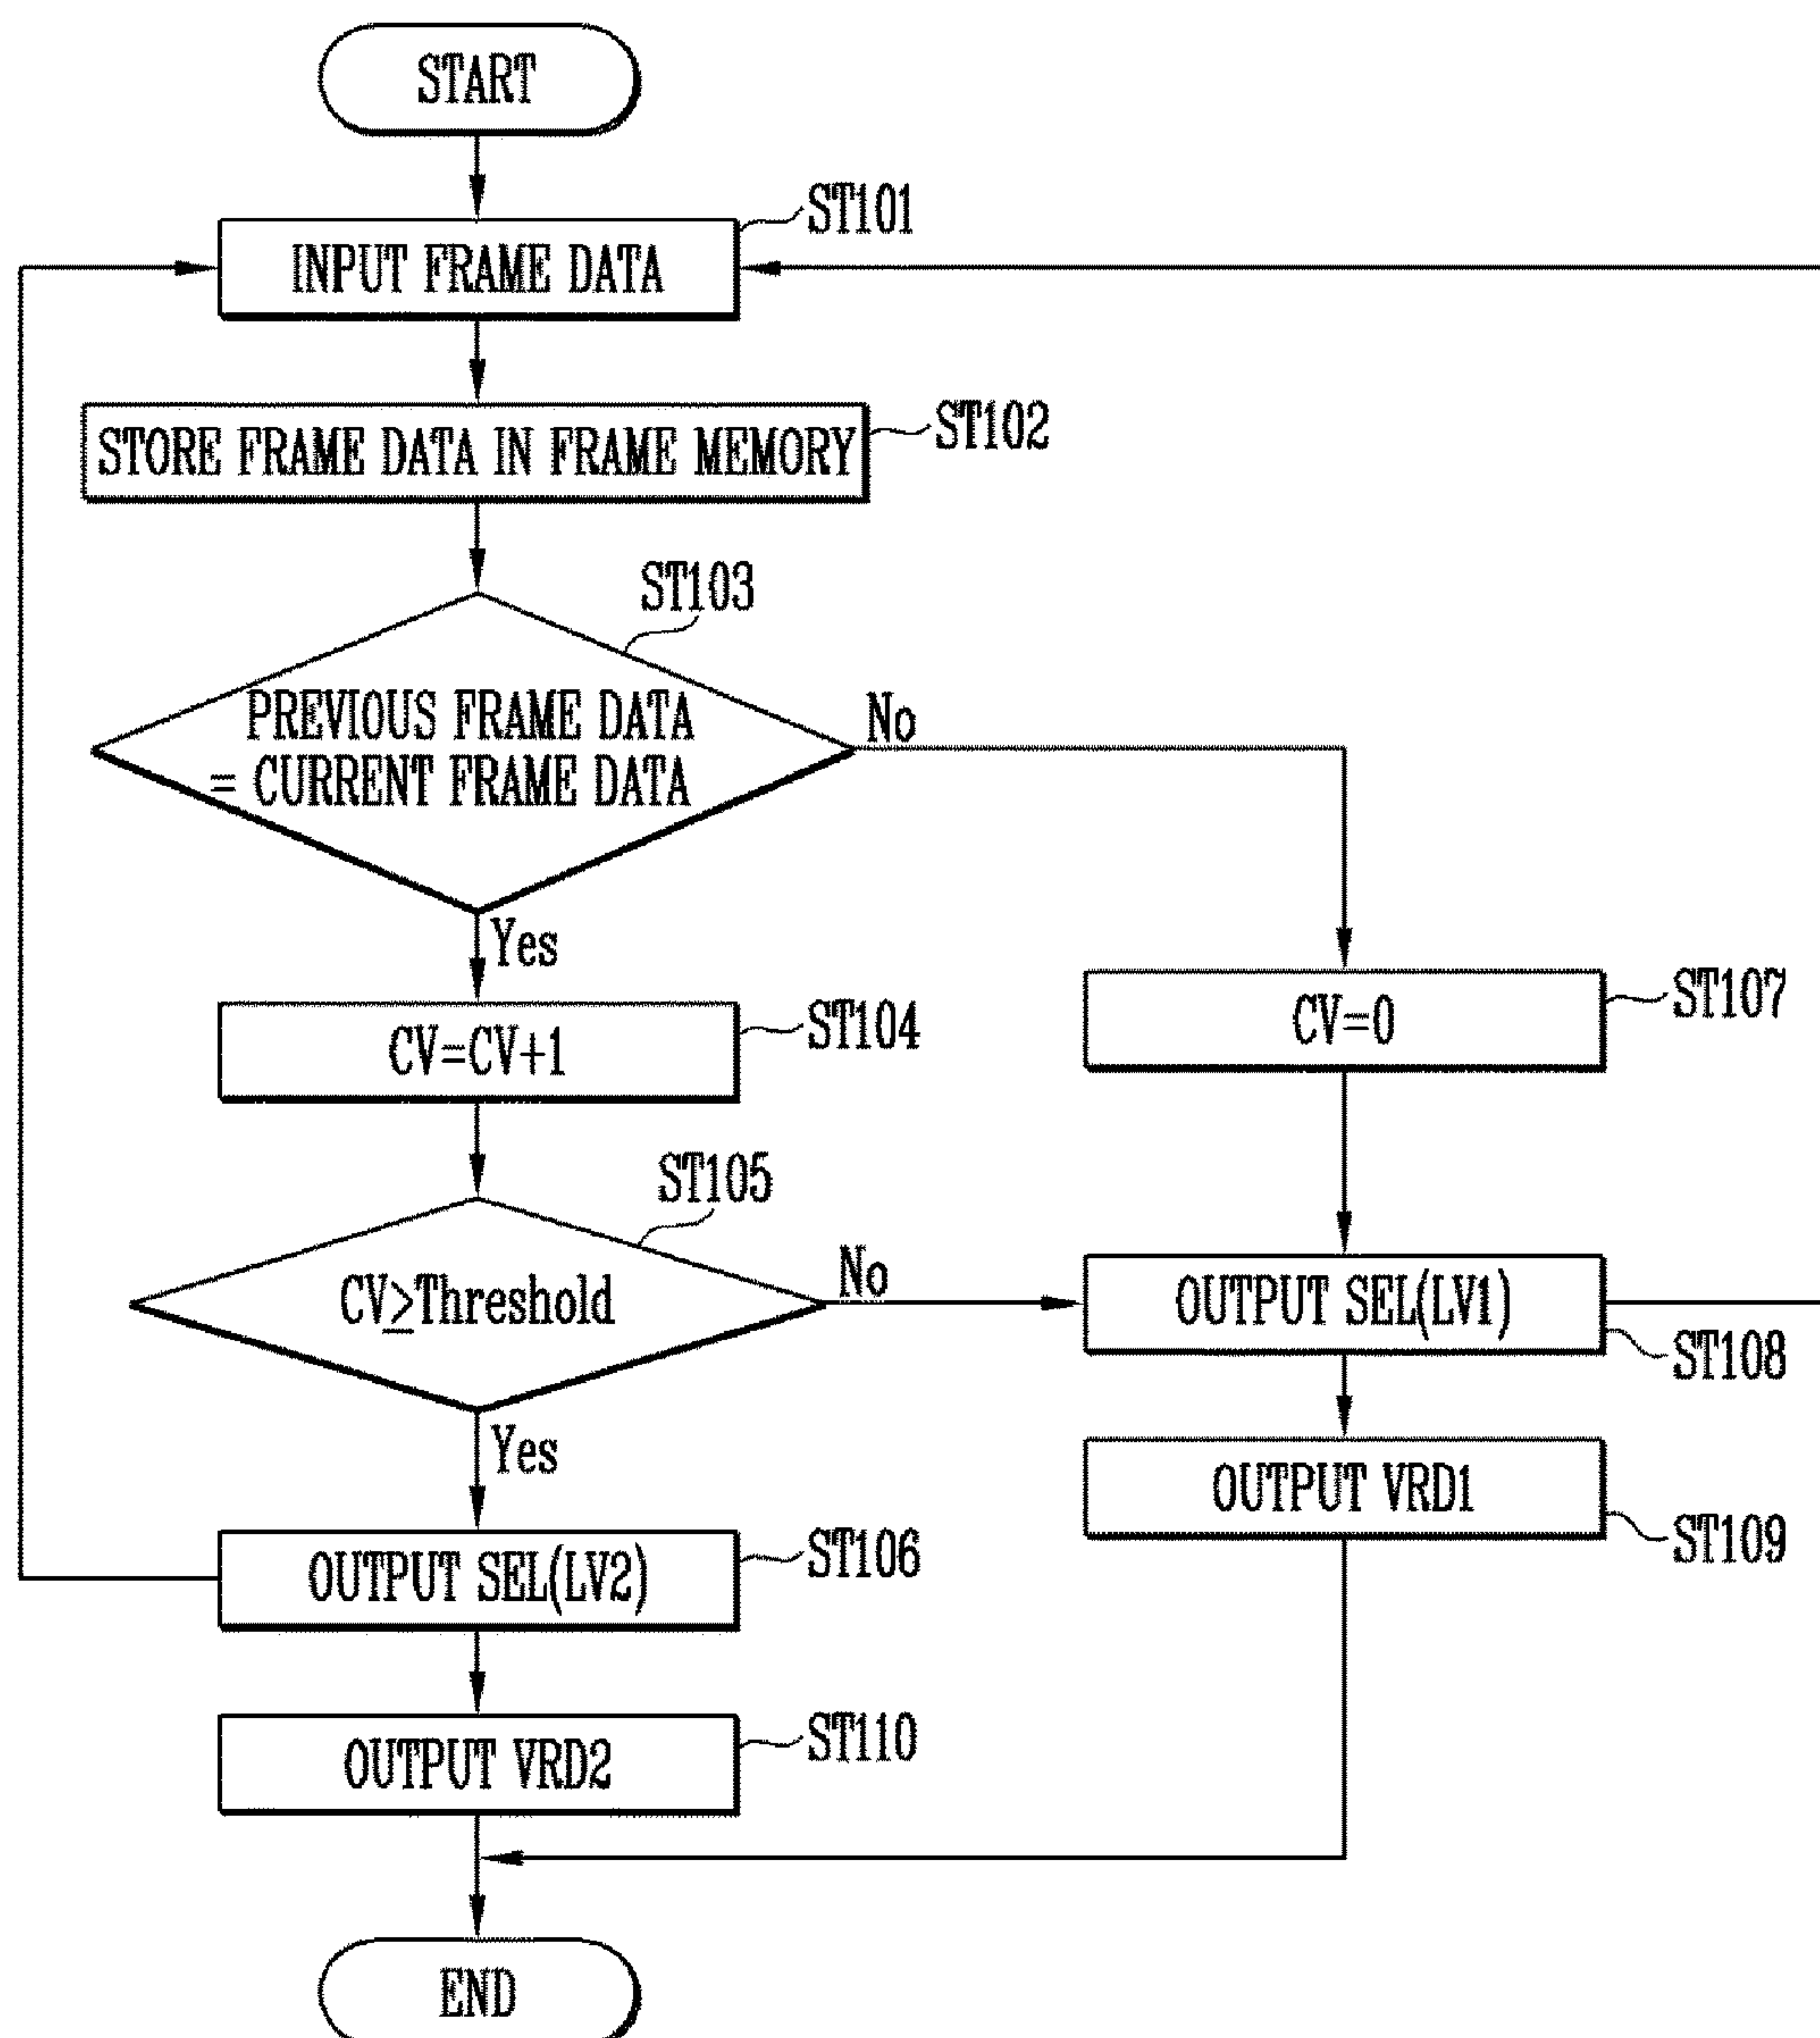 START
ST101
INPUT FRAME DATA
ST102
STORE FRAME DATA IN FRAME MEMORY
ST103
PREVIOUS FRAME DATA
= CURRENT FRAME DATA
No
Yes
ST104
CV=CV+1
ST107
CV=0
ST105
CV≥Threshold
No
OUTPUT SEL(LV1)
ST108
Yes
OUTPUT VRD1
ST109
ST106
OUTPUT SEL(LV2)
ST110
OUTPUT VRD2
END